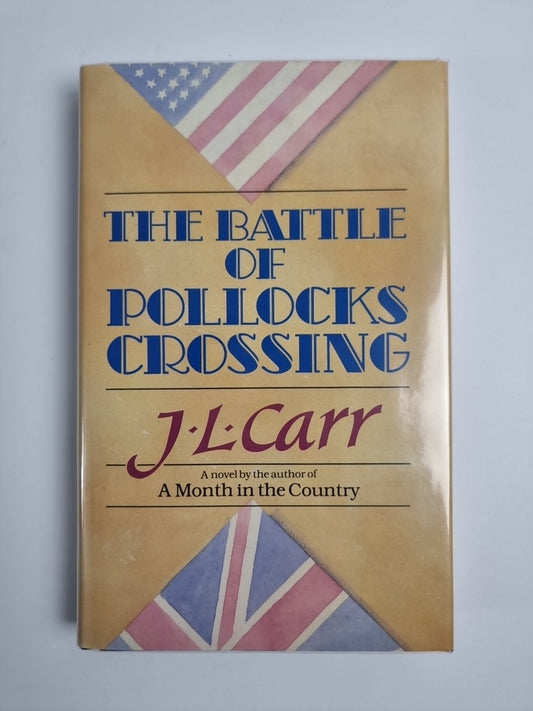 THE BATTLE
OF
POLLOCKS
CROSSING
J·L·Carr
A novel by the author of
A Month in the Country